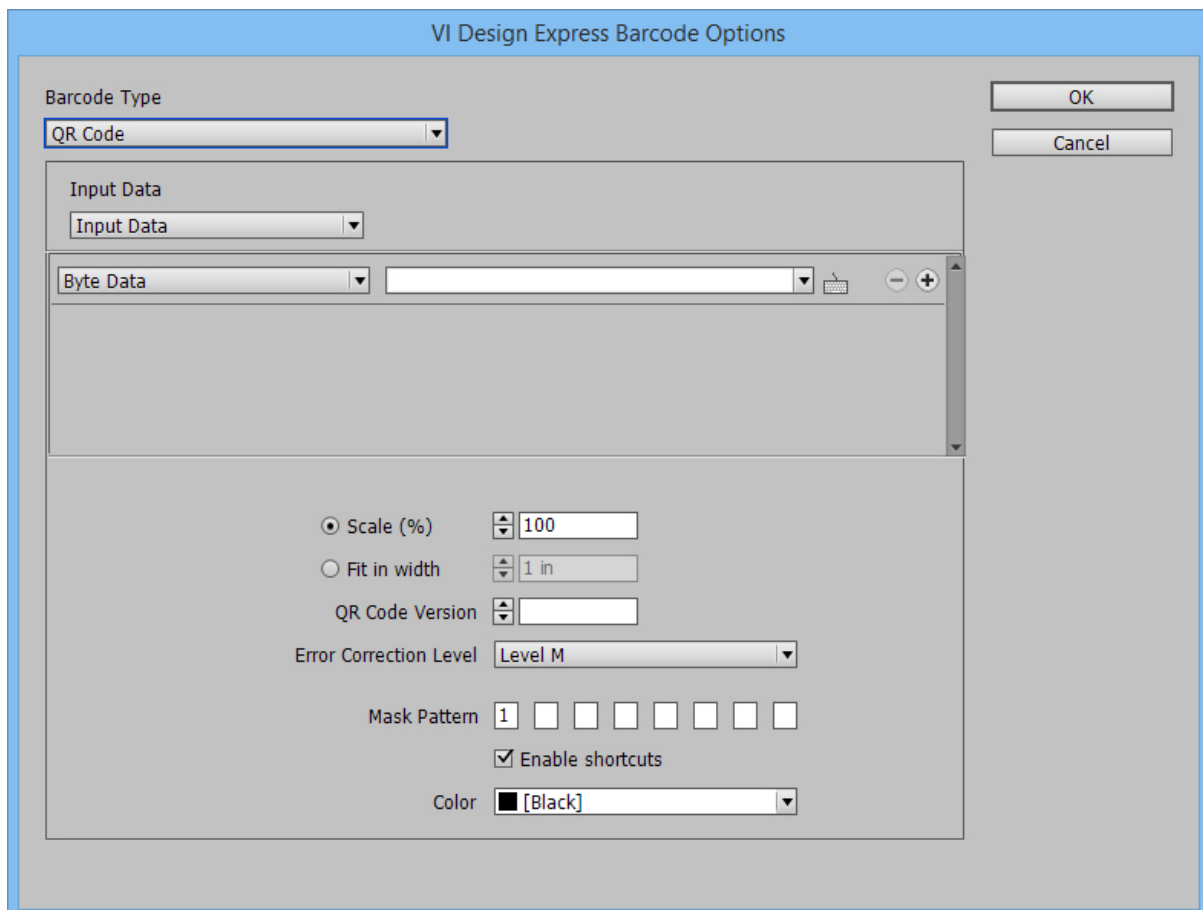 VI Design Express Barcode Options
Barcode Type
OK
QR Code
Cancel
Input Data
Input Data
Byte Data
Scale (%) 100
Fit in width 1 in
QR Code Version
Error Correction Level Level M
Mask Pattern 1
Enable shortcuts
Color [Black]